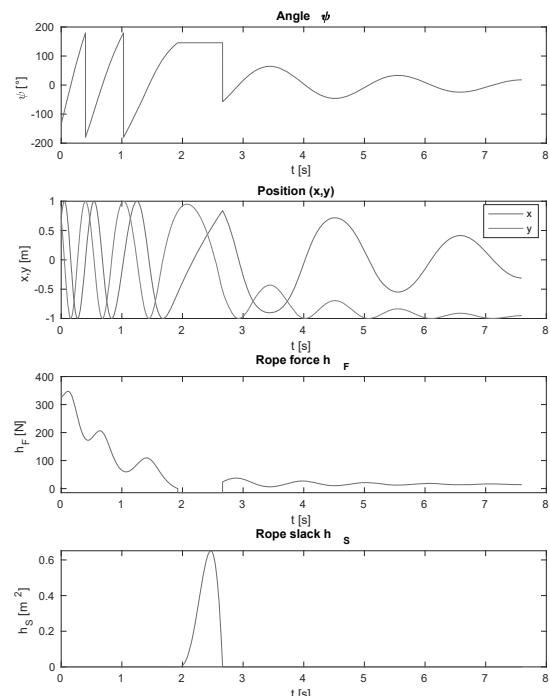 Angle ψ
200
100
0
-100
-200
ψ [°]
0 1 2 3 4 5 6 7 8
t [s]
Position (x,y)
1
0.5
0
-0.5
-1
x,y [m]
x
y
0 1 2 3 4 5 6 7 8
t [s]
Rope force h F
400
300
200
100
0
h_F [N]
0 1 2 3 4 5 6 7 8
t [s]
Rope slack h S
0.6
0.4
0.2
0
h_S [m ²]
0 1 2 3 4 5 6 7 8
t [s]